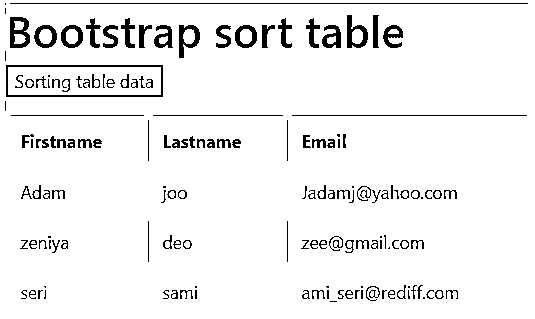 Bootstrap sort table
Sorting table data
Firstname Lastname Email
Adam joo Jadamj@yahoo.com
zeniya deo zee@gmail.com
seri sami ami_seri@rediff.com